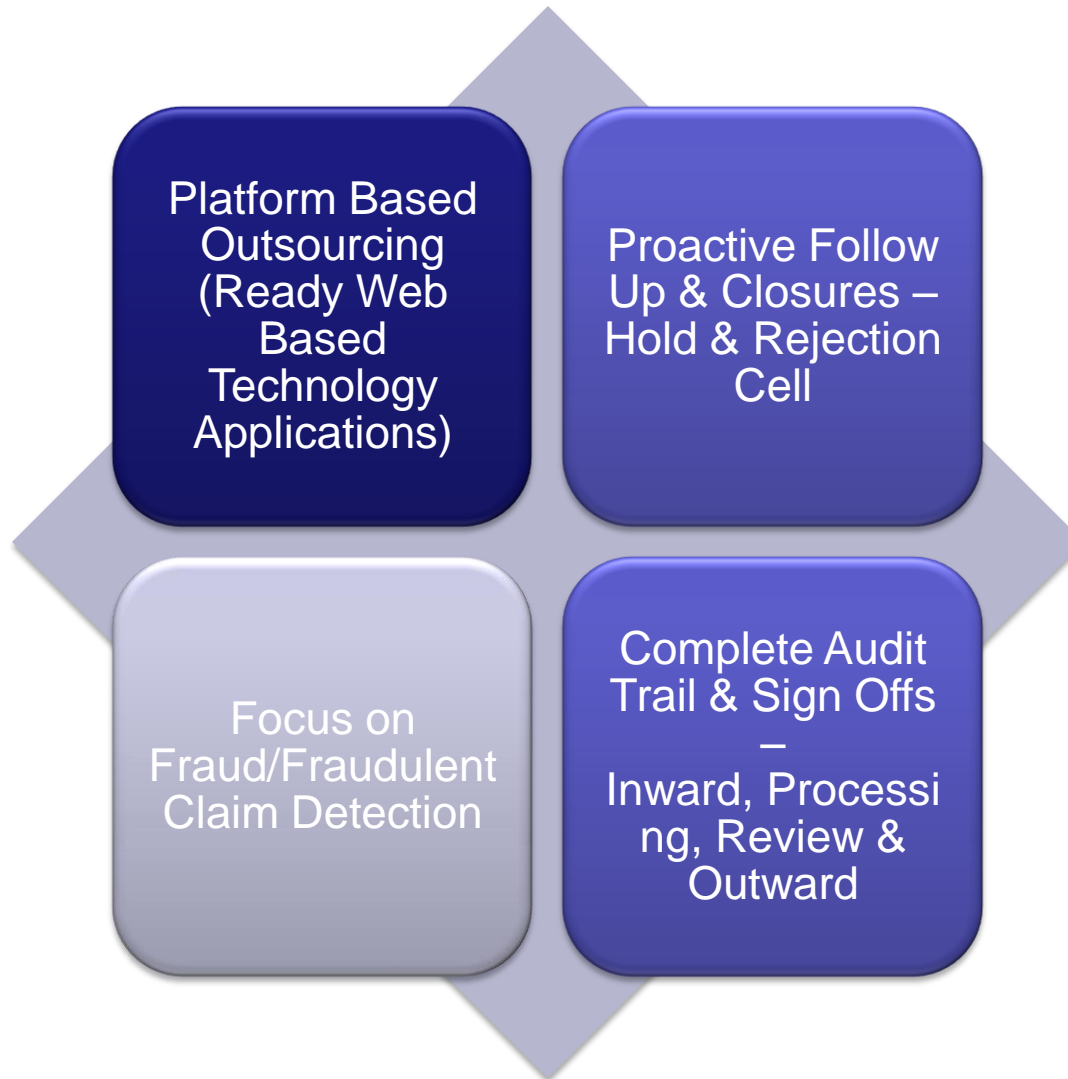 Platform Based
Outsourcing
(Ready Web
Based
Technology
Applications)
Proactive Follow
Up & Closures –
Hold & Rejection
Cell
Focus on
Fraud/Fraudulent
Claim Detection
Complete Audit
Trail & Sign Offs
–
Inward, Processi
ng, Review &
Outward